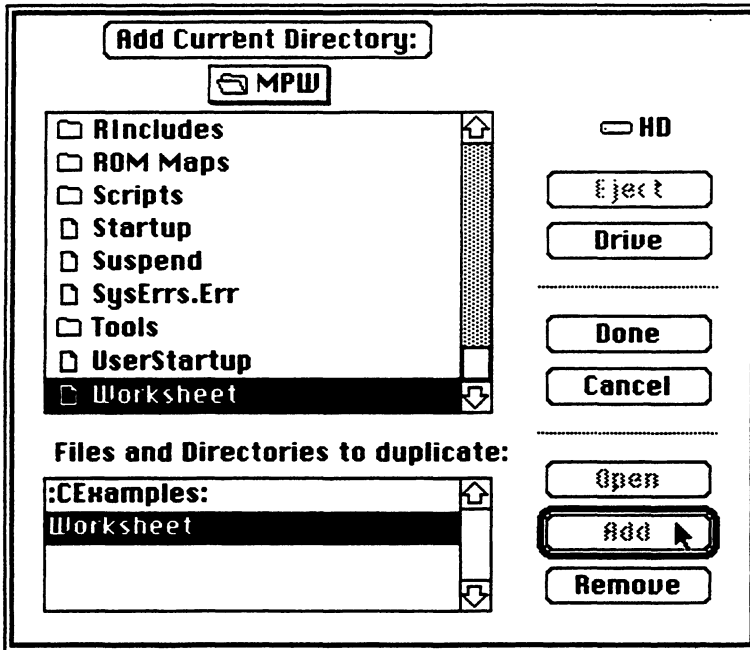 Add Current Directory:
MPW
RIncludes
ROM Maps
Scripts
Startup
Suspend
SysErrs.Err
Tools
UserStartup
Worksheet
HD
Eject
Drive
Done
Cancel
Files and Directories to duplicate:
:CExamples:
Worksheet
Open
Add
Remove